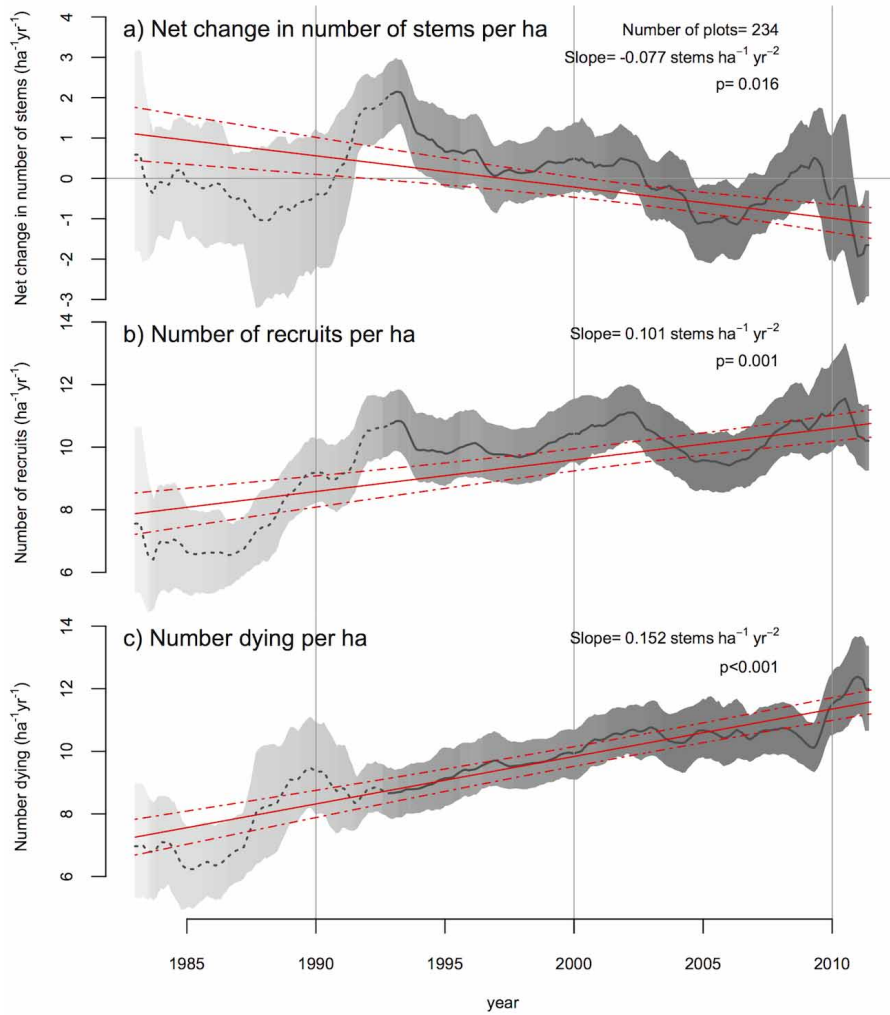 a) Net change in number of stems per ha
Number of plots= 234
Slope= -0.077 stems ha⁻¹ yr⁻²
p= 0.016
Net change in number of stems (ha⁻¹yr⁻¹)
4
3
2
1
0
-1
-2
-3
b) Number of recruits per ha
Slope= 0.101 stems ha⁻¹ yr⁻²
p= 0.001
Number of recruits (ha⁻¹yr⁻¹)
14
12
10
8
6
c) Number dying per ha
Slope= 0.152 stems ha⁻¹ yr⁻²
p<0.001
Number dying (ha⁻¹yr⁻¹)
14
12
10
8
6
1985 1990 1995 2000 2005 2010
year